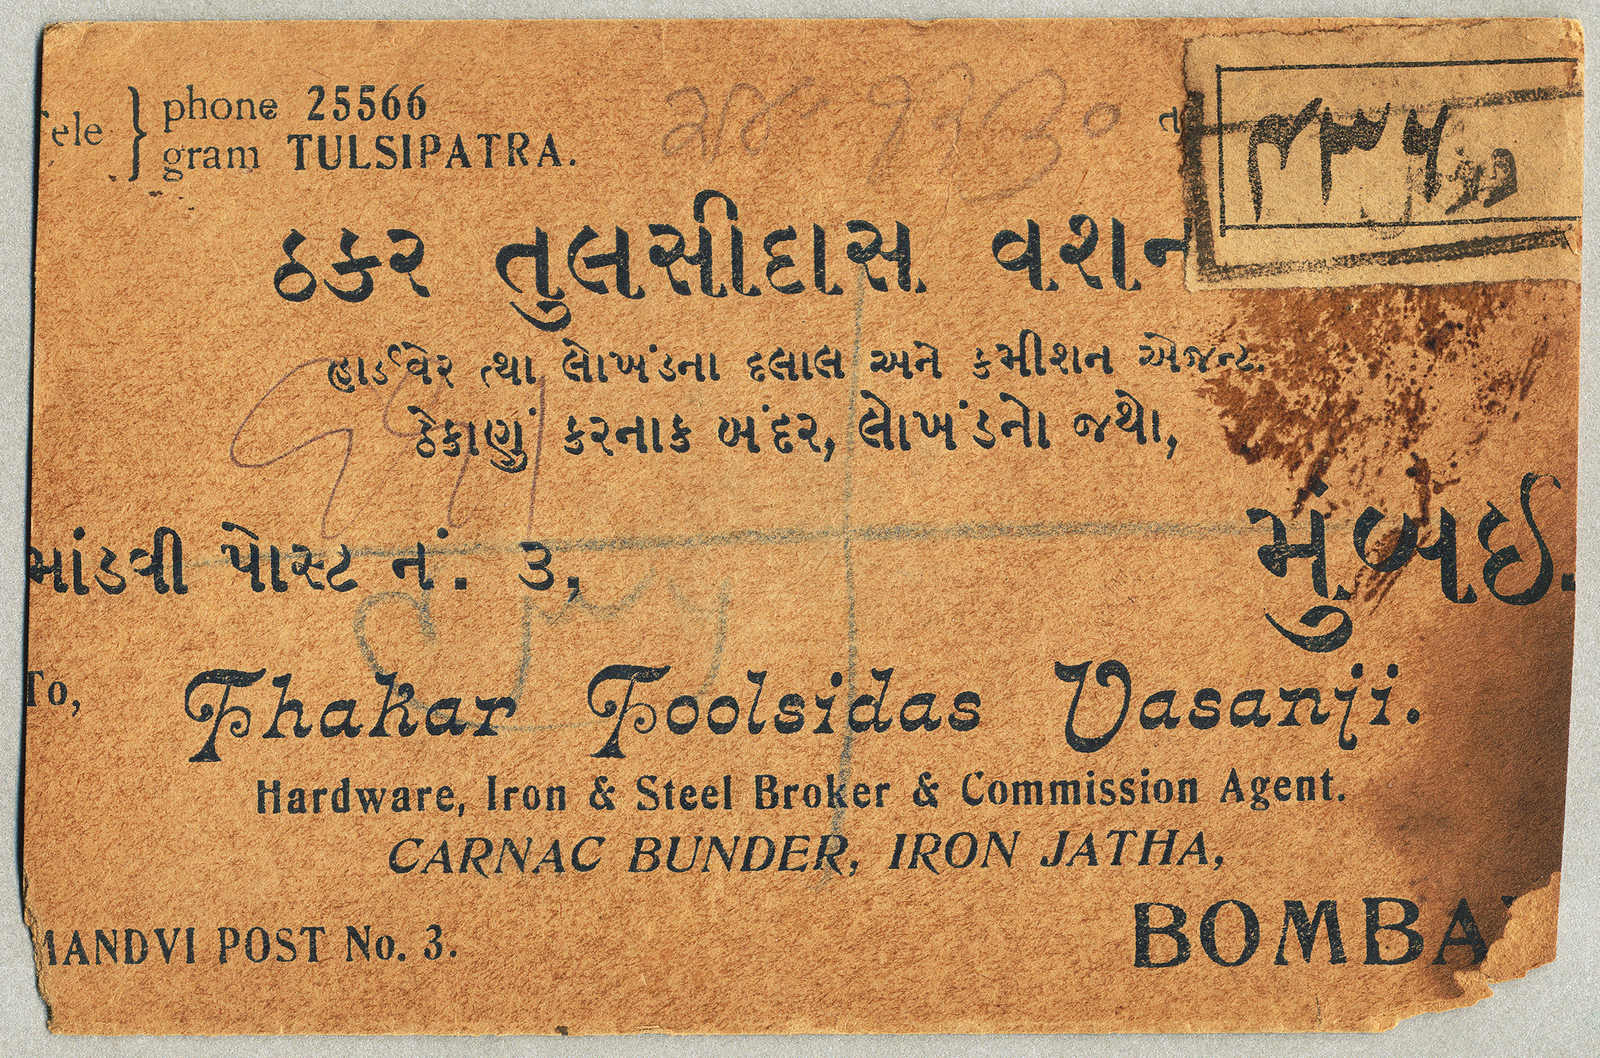 Tele } phone 25566
gram TULSIPATRA.
ઠકર તુલસીદાસ વશન
હાર્ડવેર તથા લોખંડના દલાલ અને કમીશન એજન્ટ.
ઠેકાણું કરનાક બંદર, લોખંડનો જથો,
માંડવી પોસ્ટ નં. ૩,
મુંબઈ.
To,
Thakar Toolsidas Vasanji.
Hardware, Iron & Steel Broker & Commission Agent.
CARNAC BUNDER, IRON JATHA,
MANDVI POST No. 3.
BOMBAY